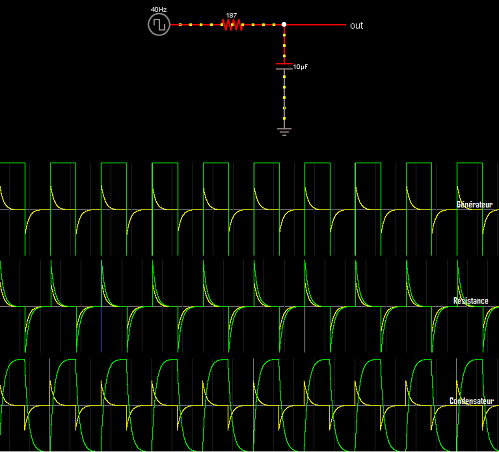 40Hz
187
out
10µF
Générateur
Résistance
Condensateur